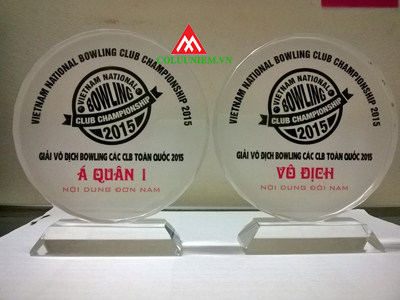 COLUUNIEM.VN
VIETNAM NATIONAL BOWLING CLUB CHAMPIONSHIP 2015
VIETNAM NATIONAL
BOWLING
CLUB CHAMPIONSHIP
2015
GIẢI VÔ ĐỊCH BOWLING CÁC CLB TOÀN QUỐC 2015
Á QUÂN 1
NỘI DUNG ĐƠN NAM
VIETNAM NATIONAL BOWLING CLUB CHAMPIONSHIP 2015
VIETNAM NATIONAL
BOWLING
CLUB CHAMPIONSHIP
2015
GIẢI VÔ ĐỊCH BOWLING CÁC CLB TOÀN QUỐC 2015
VÔ ĐỊCH
NỘI DUNG ĐÔI NAM